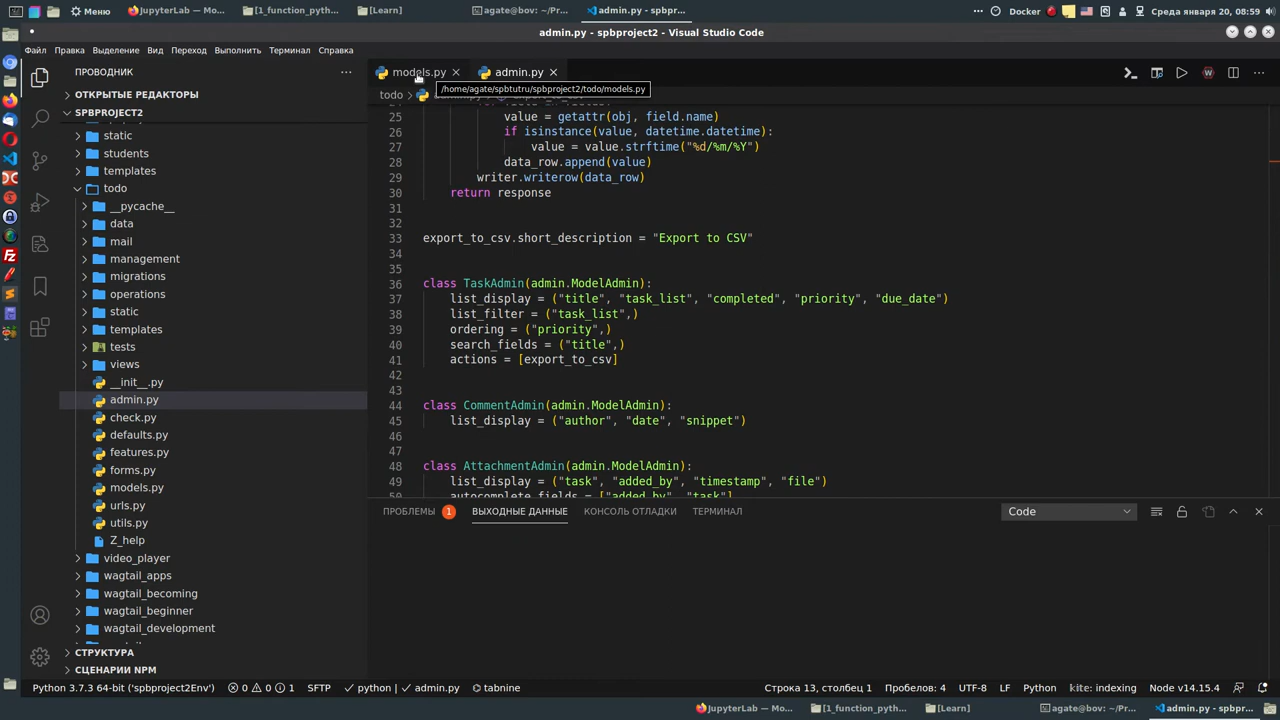 Меню
JupyterLab — Mo...
[1_function_pyth...
[Learn]
agate@bov: ~/Pr...
admin.py - spbpr...
Docker
Среда января 20, 08:59
admin.py - spbproject2 - Visual Studio Code
Файл Правка Выделение Вид Переход Выполнить Терминал Справка
ПРОВОДНИК
models.py
admin.py
/home/agate/spbtutru/spbproject2/todo/models.py
todo
ОТКРЫТЫЕ РЕДАКТОРЫ
SPBPROJECT2
static
students
templates
todo
__pycache__
data
mail
management
migrations
operations
static
templates
tests
views
__init__.py
admin.py
check.py
defaults.py
features.py
forms.py
models.py
urls.py
utils.py
Z_help
video_player
wagtail_apps
wagtail_becoming
wagtail_beginner
wagtail_development
СТРУКТУРА
СЦЕНАРИИ NPM
25 value = getattr(obj, field.name)
26 if isinstance(value, datetime.datetime):
27 value = value.strftime("%d/%m/%Y")
28 data_row.append(value)
29 writer.writerow(data_row)
30 return response
31
32
33 export_to_csv.short_description = "Export to CSV"
34
35
36 class TaskAdmin(admin.ModelAdmin):
37 list_display = ("title", "task_list", "completed", "priority", "due_date")
38 list_filter = ("task_list",)
39 ordering = ("priority",)
40 search_fields = ("title",)
41 actions = [export_to_csv]
42
43
44 class CommentAdmin(admin.ModelAdmin):
45 list_display = ("author", "date", "snippet")
46
47
48 class AttachmentAdmin(admin.ModelAdmin):
49 list_display = ("task", "added_by", "timestamp", "file")
50 autocomplete_fields = ["added_by", "task"]
ПРОБЛЕМЫ 1 ВЫХОДНЫЕ ДАННЫЕ КОНСОЛЬ ОТЛАДКИ ТЕРМИНАЛ
Code
Python 3.7.3 64-bit ('spbproject2Env') 0 0 1 SFTP python admin.py tabnine
Строка 13, столбец 1 Пробелов: 4 UTF-8 LF Python kite: indexing Node v14.15.4
JupyterLab — Mo...
[1_function_pyth...
[Learn]
agate@bov: ~/Pr...
admin.py - spbpr...